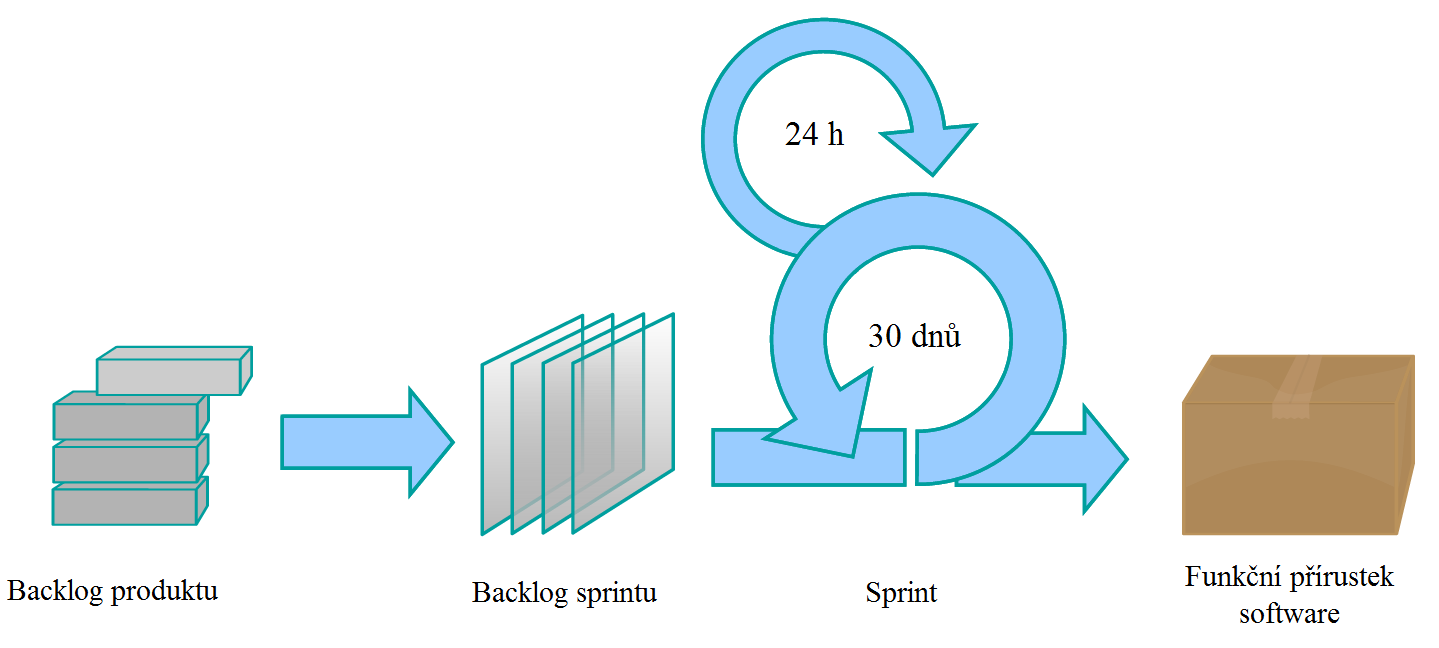 24 h
30 dnů
Backlog produktu
Backlog sprintu
Sprint
Funkční přírustek
software